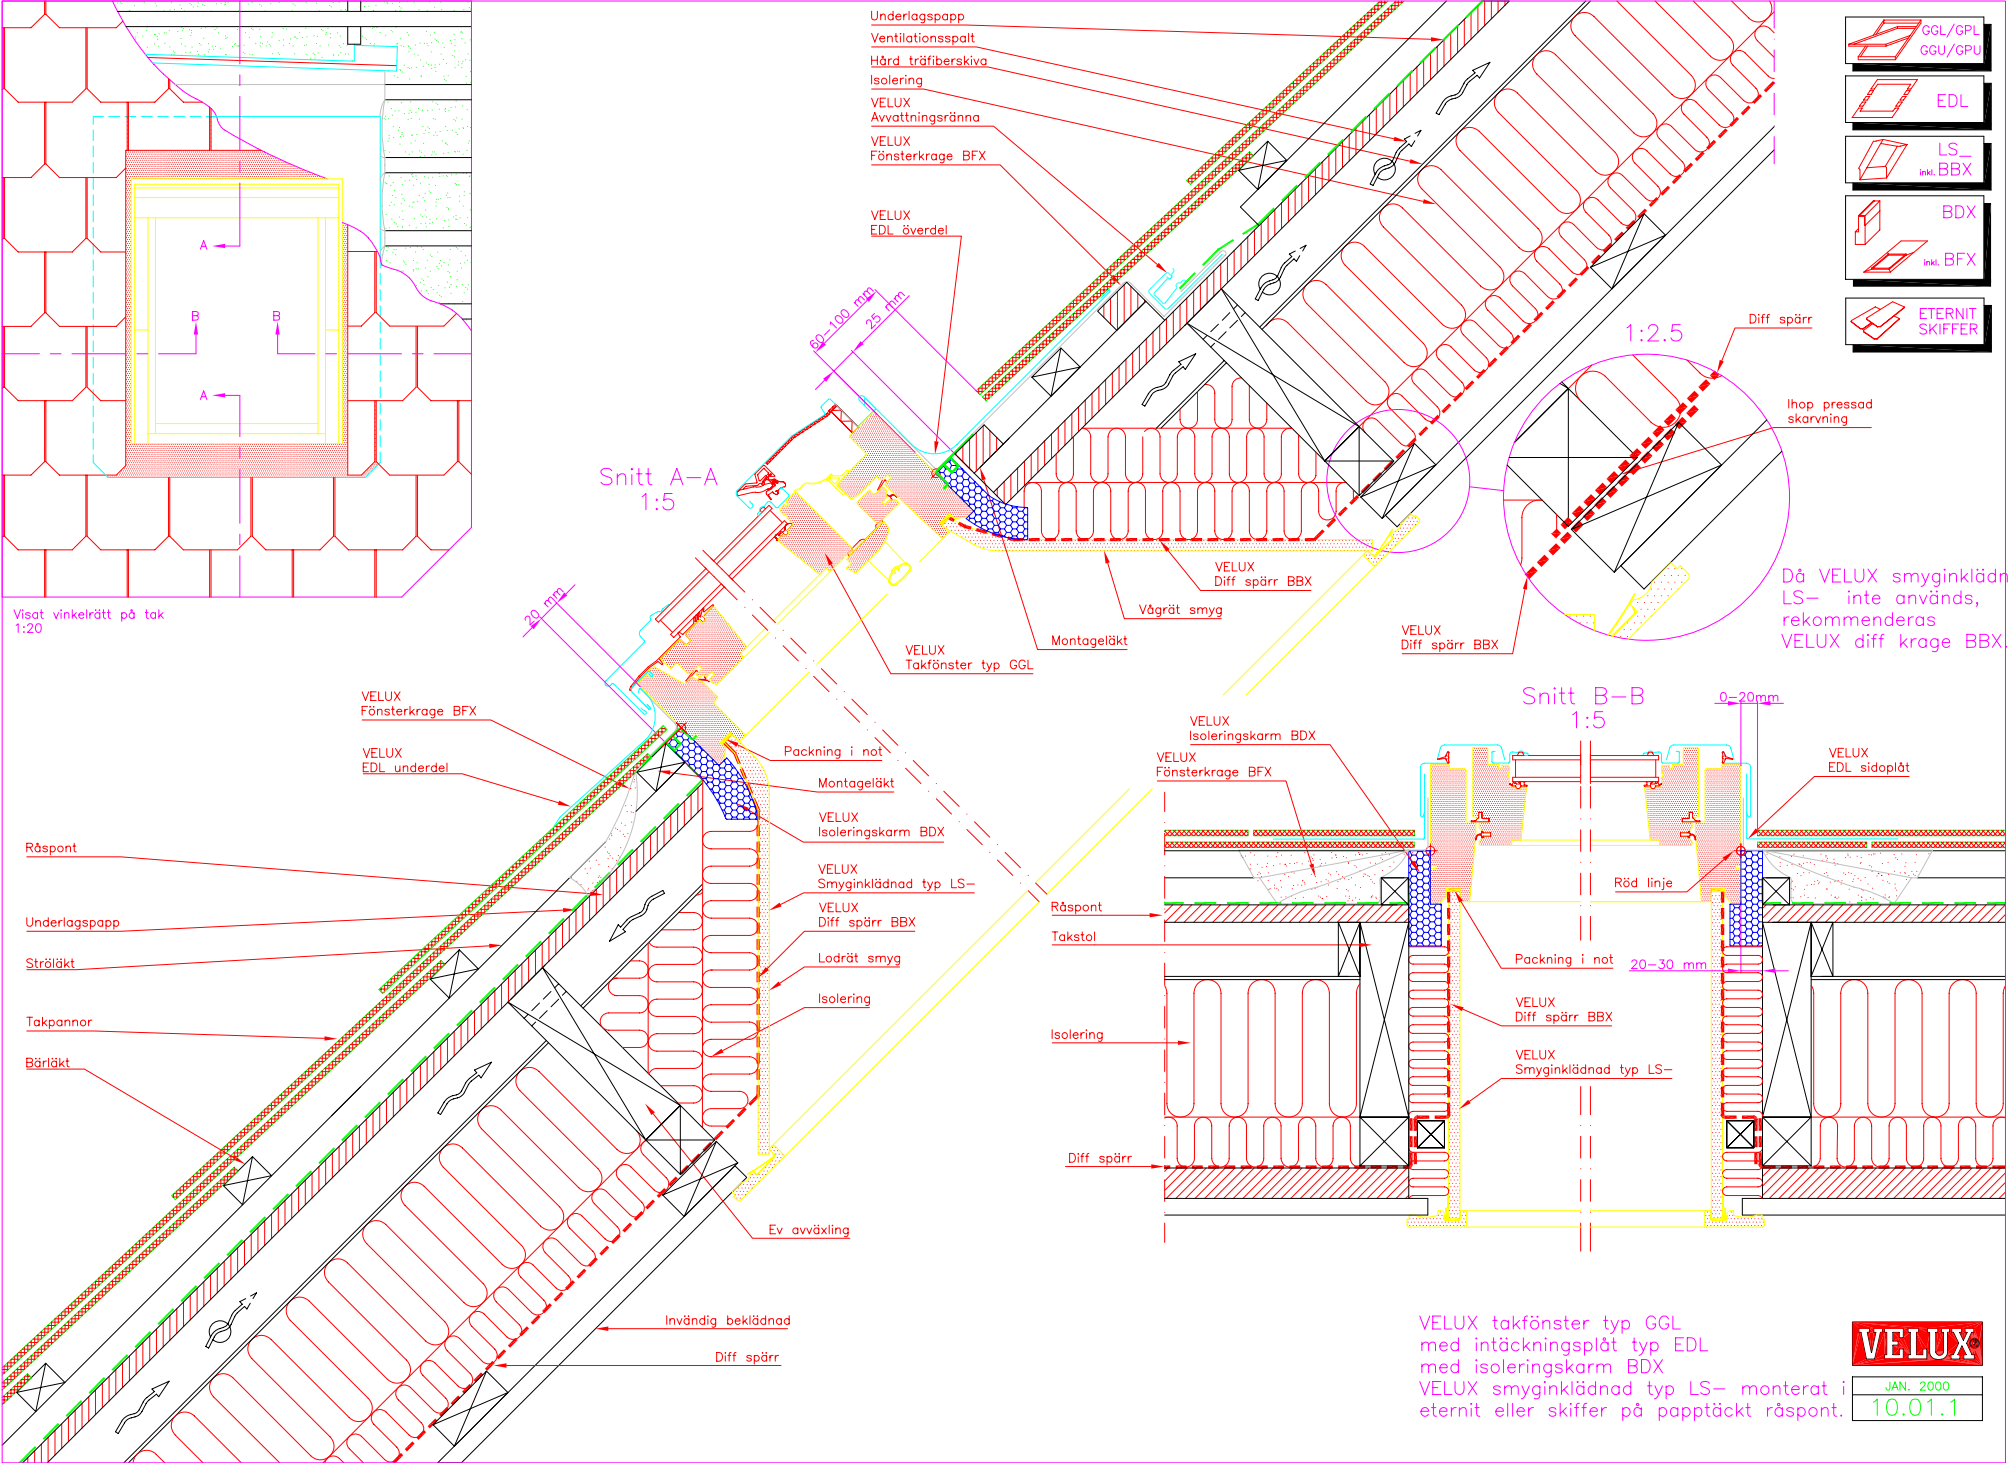 Underlagspapp
Ventilationsspalt
Hård träfiberskiva
Isolering
VELUX
Avvattningsränna
VELUX
Fönsterkrage BFX
VELUX
EDL överdel
60-100 mm
25 mm
GGL/GPL
GGU/GPU
EDL
LS_
inkl. BBX
BDX
inkl. BFX
ETERNIT
SKIFFER
A
B
B
A
Visat vinkelrätt på tak
1:20
Snitt A-A
1:5
20 mm
1:2.5
Diff spärr
Ihop pressad
skarvning
VELUX
Diff spärr BBX
Då VELUX smyginklädn
LS- inte används,
rekommenderas
VELUX diff krage BBX.
VELUX
Diff spärr BBX
Vågrät smyg
Montageläkt
VELUX
Takfönster typ GGL
VELUX
Fönsterkrage BFX
VELUX
EDL underdel
Packning i not
Montageläkt
VELUX
Isoleringskarm BDX
VELUX
Smyginklädnad typ LS-
VELUX
Diff spärr BBX
Lodrät smyg
Isolering
Råspont
Underlagspapp
Ströläkt
Takpannor
Bärläkt
Ev avväxling
Invändig beklädnad
Diff spärr
Snitt B-B
1:5
0-20mm
VELUX
Isoleringskarm BDX
VELUX
Fönsterkrage BFX
VELUX
EDL sidoplåt
Röd linje
Råspont
Takstol
Packning i not
20-30 mm
VELUX
Diff spärr BBX
Isolering
VELUX
Smyginklädnad typ LS-
Diff spärr
VELUX takfönster typ GGL
med intäckningsplåt typ EDL
med isoleringskarm BDX
VELUX smyginklädnad typ LS- monterat i
eternit eller skiffer på papptäckt råspont.
VELUX®
JAN. 2000
10.01.1